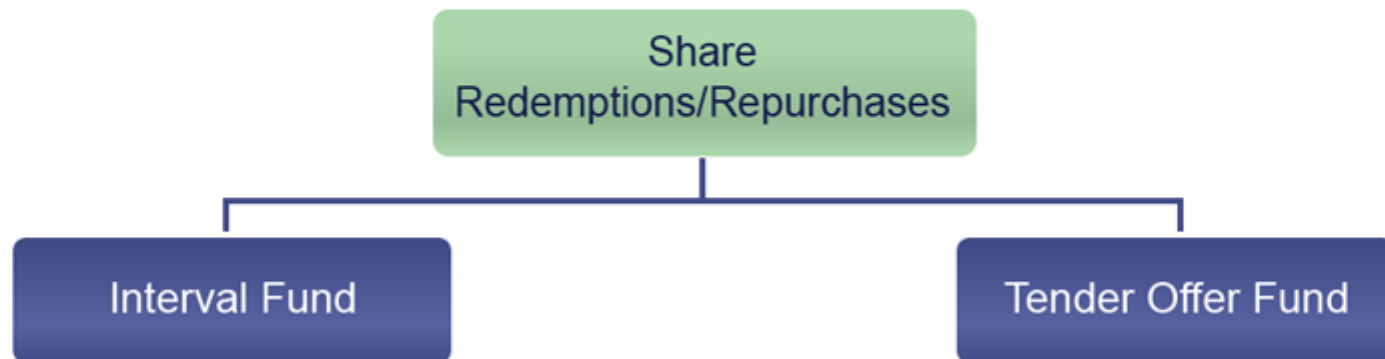 Share
Redemptions/Repurchases
Interval Fund
Tender Offer Fund